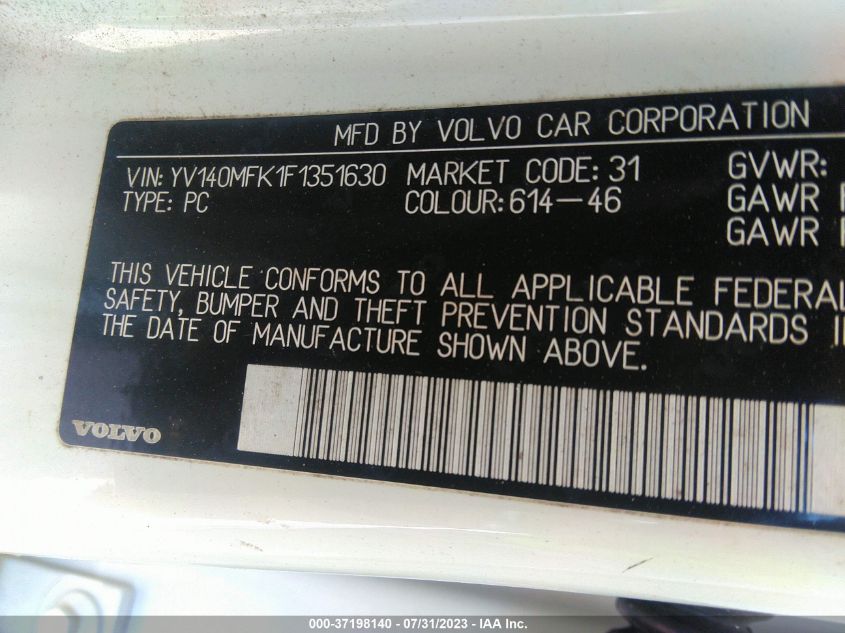 MFD BY VOLVO CAR CORPORATION
VIN: YV140MFK1F1351630 MARKET CODE: 31 GVWR:
TYPE: PC COLOUR: 614-46 GAWR
GAWR
THIS VEHICLE CONFORMS TO ALL APPLICABLE FEDERAL
SAFETY, BUMPER AND THEFT PREVENTION STANDARDS
THE DATE OF MANUFACTURE SHOWN ABOVE.
VOLVO
000-37198140 - 07/31/2023 - IAA Inc.